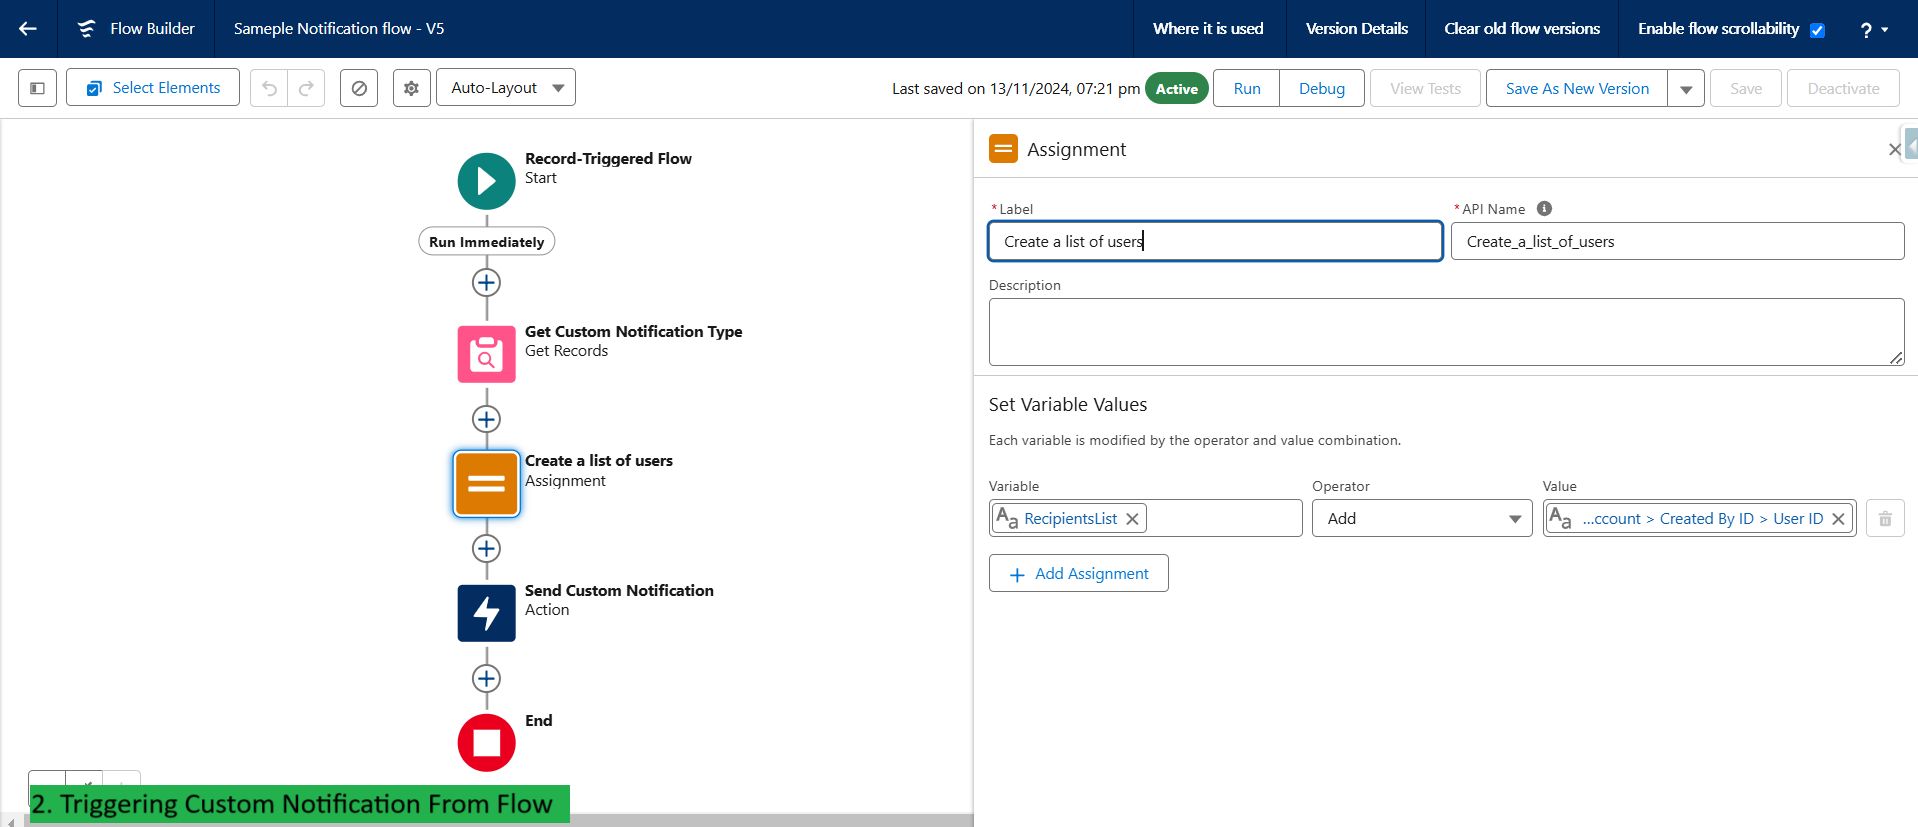 Flow Builder
Sameple Notification flow - V5
Where it is used
Version Details
Clear old flow versions
Enable flow scrollability
?
Select Elements
Auto-Layout
Last saved on 13/11/2024, 07:21 pm
Active
Run
Debug
View Tests
Save As New Version
Save
Deactivate
Record-Triggered Flow
Start
Run Immediately
Get Custom Notification Type
Get Records
Create a list of users
Assignment
Send Custom Notification
Action
End
2. Triggering Custom Notification From Flow
Assignment
* Label
Create a list of users
* API Name
Create_a_list_of_users
Description
Set Variable Values
Each variable is modified by the operator and value combination.
Variable
Operator
Value
Aa RecipientsList
Add
Aa ...ccount > Created By ID > User ID
+ Add Assignment